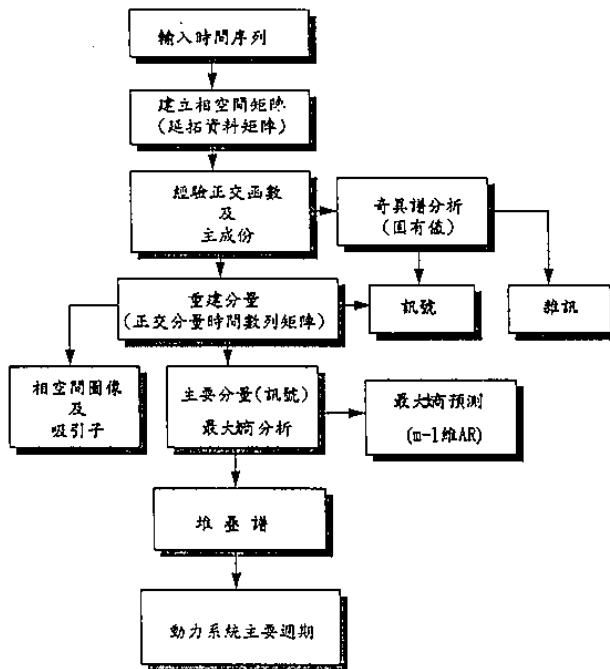 輸入時間序列
建立相空間矩陣
(延拓資料矩陣)
經驗正交函數
及
主成份
奇異譜分析
(固有值)
重建分量
(正交分量時間數列矩陣)
訊號
雜訊
相空間圖像
及
吸引子
主要分量(訊號)
最大熵分析
最大熵預測
(m-1維AR)
堆疊譜
動力系統主要週期